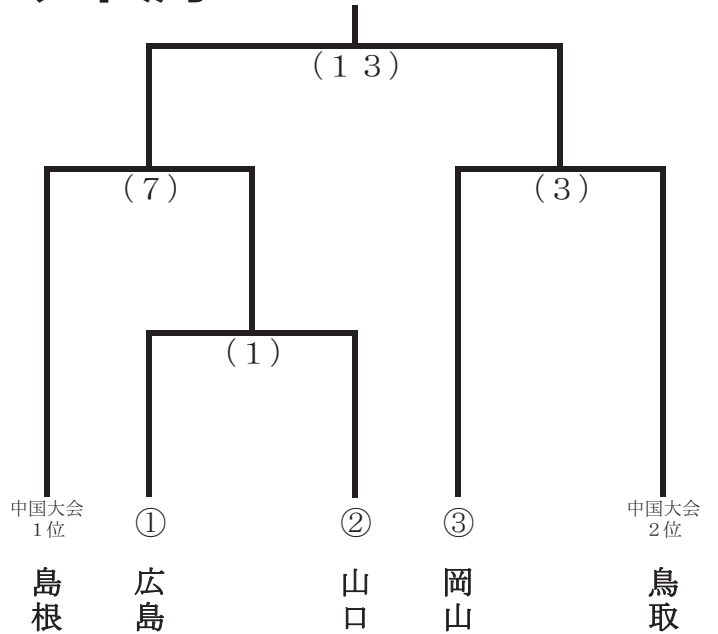 (１３)
(７)
(３)
(１)
中国大会
１位
①
②
③
中国大会
２位
島根
広島
山口
岡山
鳥取